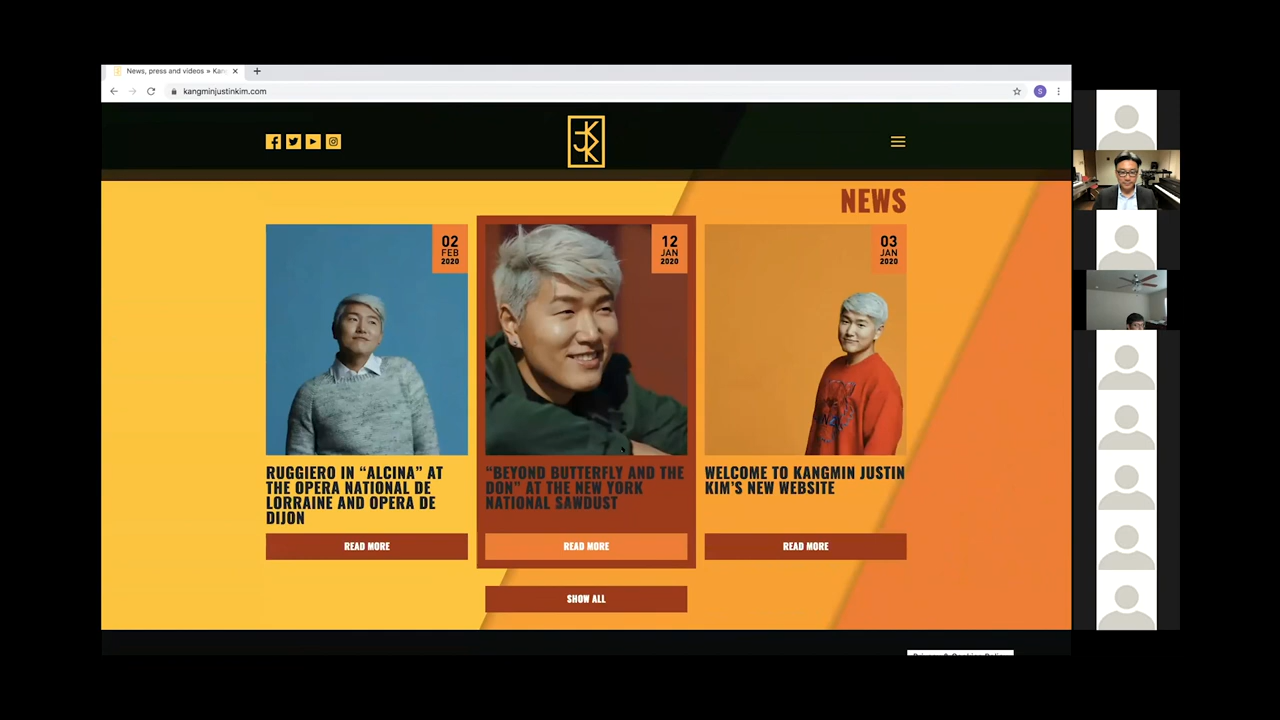 News, press and videos » Kan
kangminjustinkim.com
S
JKK
NEWS
02
FEB
2020
12
JAN
2020
03
JAN
2020
RUGGIERO IN “ALCINA” AT
THE OPERA NATIONAL DE
LORRAINE AND OPERA DE
DIJON
“BEYOND BUTTERFLY AND THE
DON” AT THE NEW YORK
NATIONAL SAWDUST
WELCOME TO KANGMIN JUSTIN
KIM’S NEW WEBSITE
READ MORE
READ MORE
READ MORE
SHOW ALL